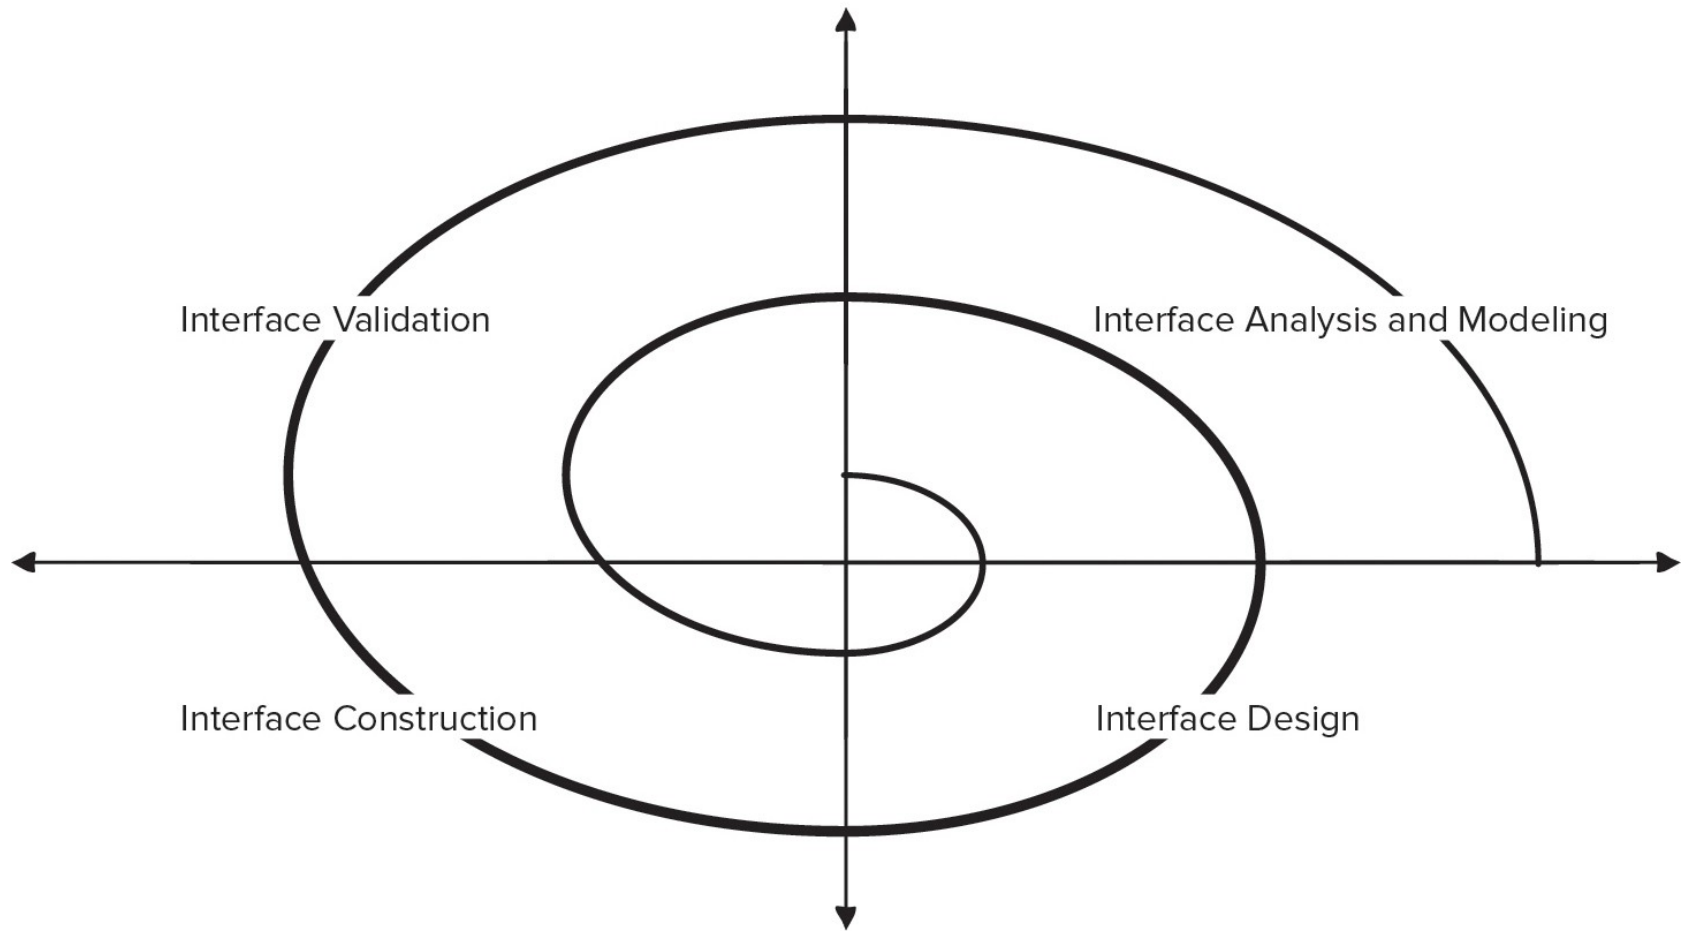 Interface Validation
Interface Analysis and Modeling
Interface Construction
Interface Design